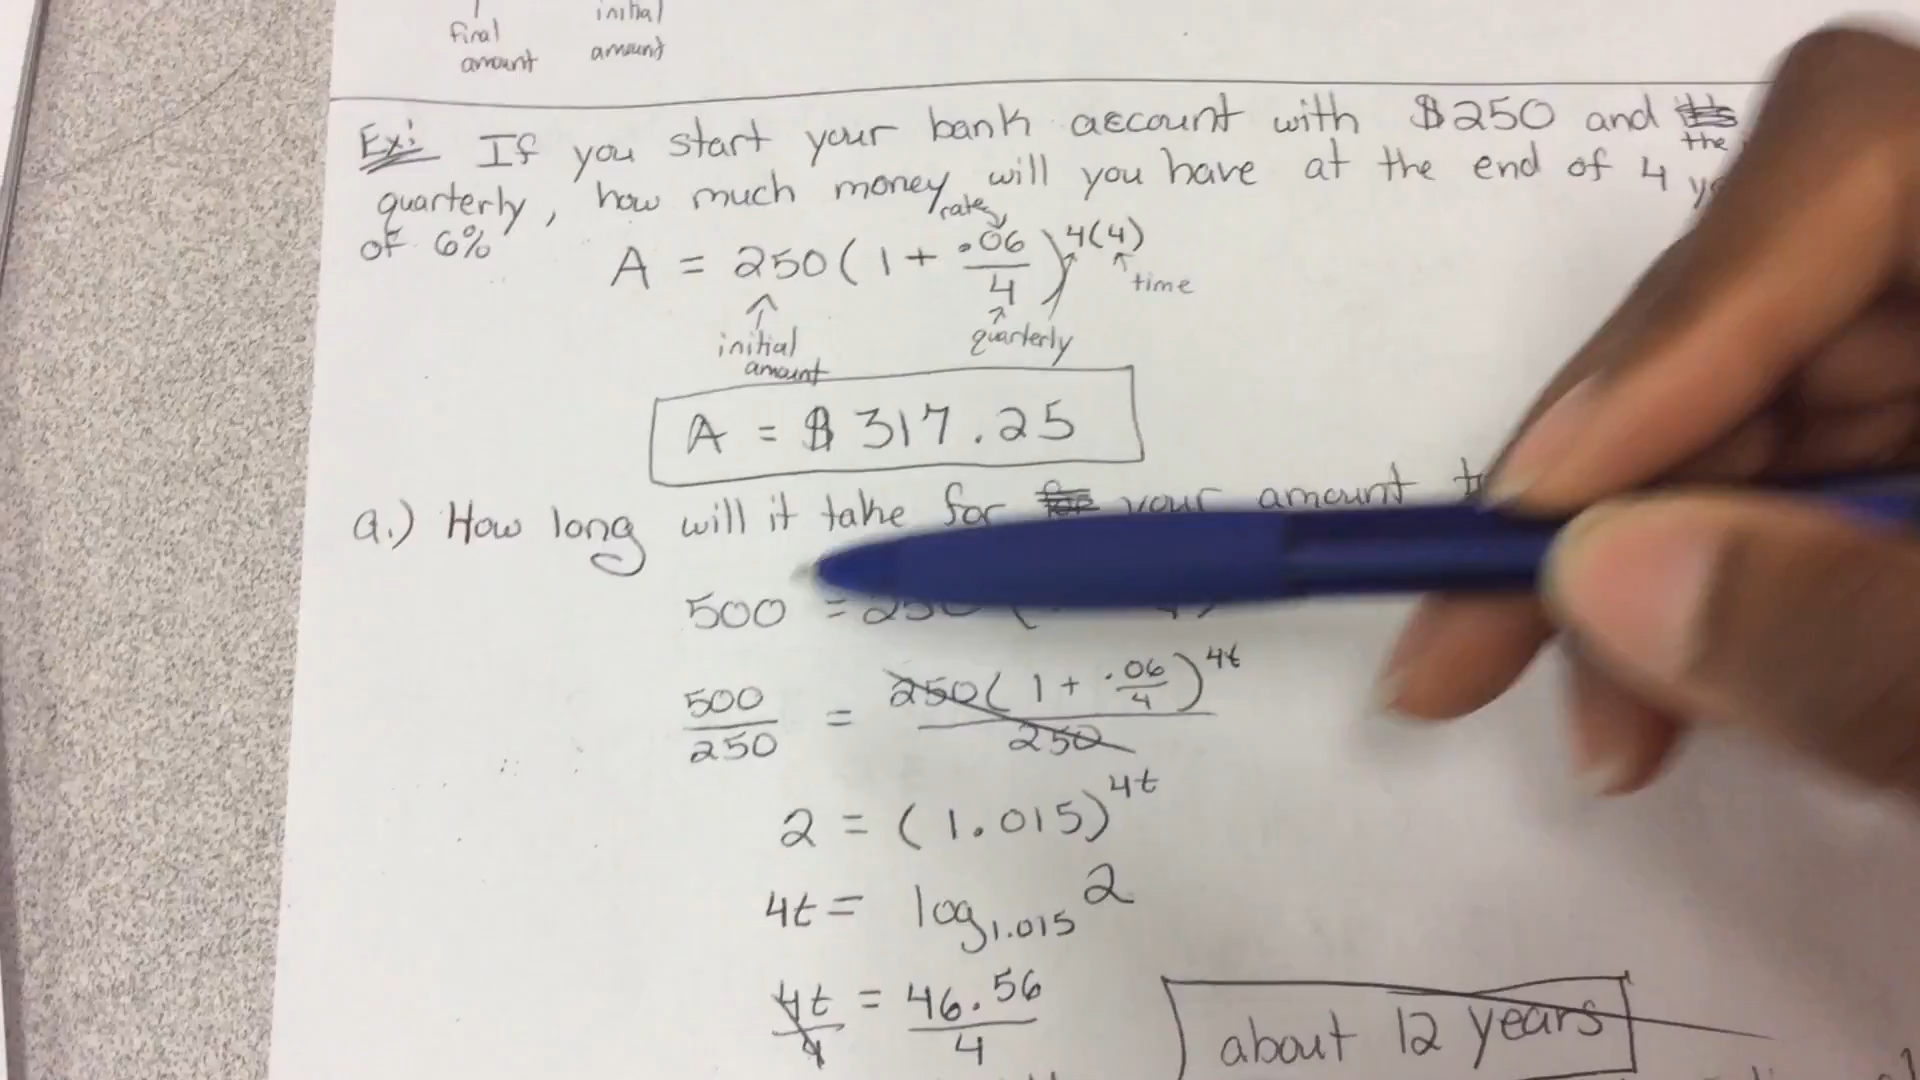 final
amount
initial
amount
Ex: If you start your bank account with $250 and
the
quarterly, how much money will you have at the end of 4
of 6%
rate
A = 250(1 + .06/4)^4(4)
time
initial
amount
quarterly
A = $317.25
a.) How long will it take for your amount
500 = 250 (
500/250 = 250(1 + .06/4)^4t / 250
2 = (1.015)^4t
4t = log_1.015 2
4t/4 = 46.56/4
about 12 years